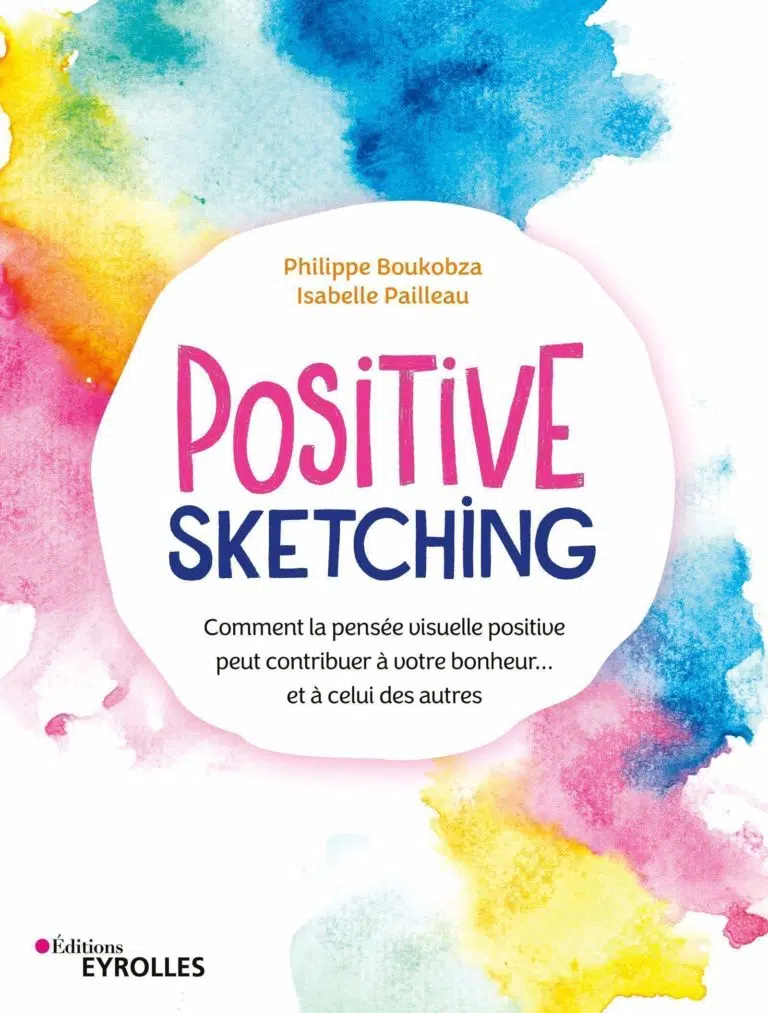 Philippe Boukobza
Isabelle Pailleau
POSITIVE
SKETCHING
Comment la pensée visuelle positive
peut contribuer à votre bonheur...
et à celui des autres
Éditions
EYROLLES